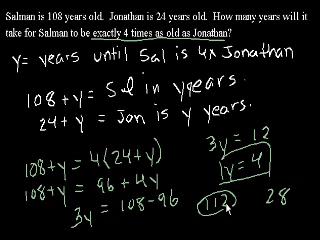 Salman is 108 years old. Jonathan is 24 years old. How many years will it
take for Salman to be exactly 4 times as old as Jonathan?
y = years until Sal is 4x Jonathan
108 + y = Sal in y years.
24 + y = Jon is y years.
108 + y = 4(24 + y)
108 + y = 96 + 4y
3y = 108 - 96
3y = 12
y = 4
112 28